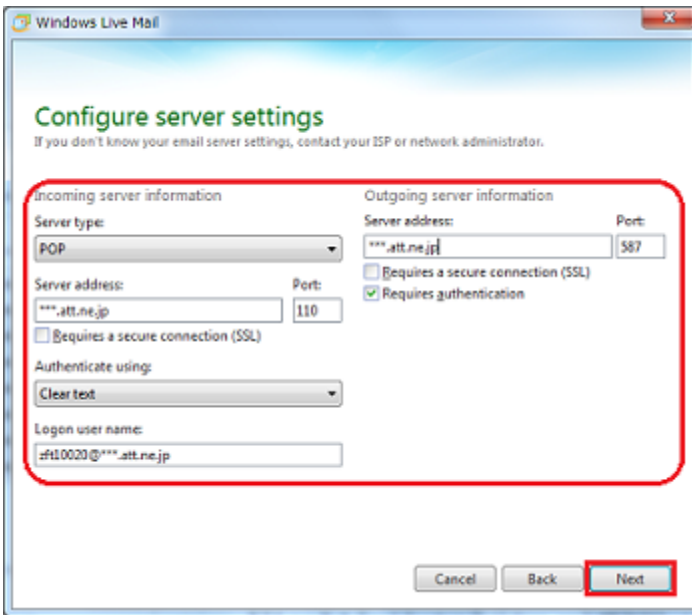 Windows Live Mail
Configure server settings
If you don't know your email server settings, contact your ISP or network administrator.
Incoming server information
Server type:
POP
Server address:
Port:
***.att.ne.jp
110
Requires a secure connection (SSL)
Authenticate using:
Clear text
Logon user name:
zft10020@***.att.ne.jp
Outgoing server information
Server address:
Port:
***.att.ne.jp
587
Requires a secure connection (SSL)
Requires authentication
Cancel
Back
Next